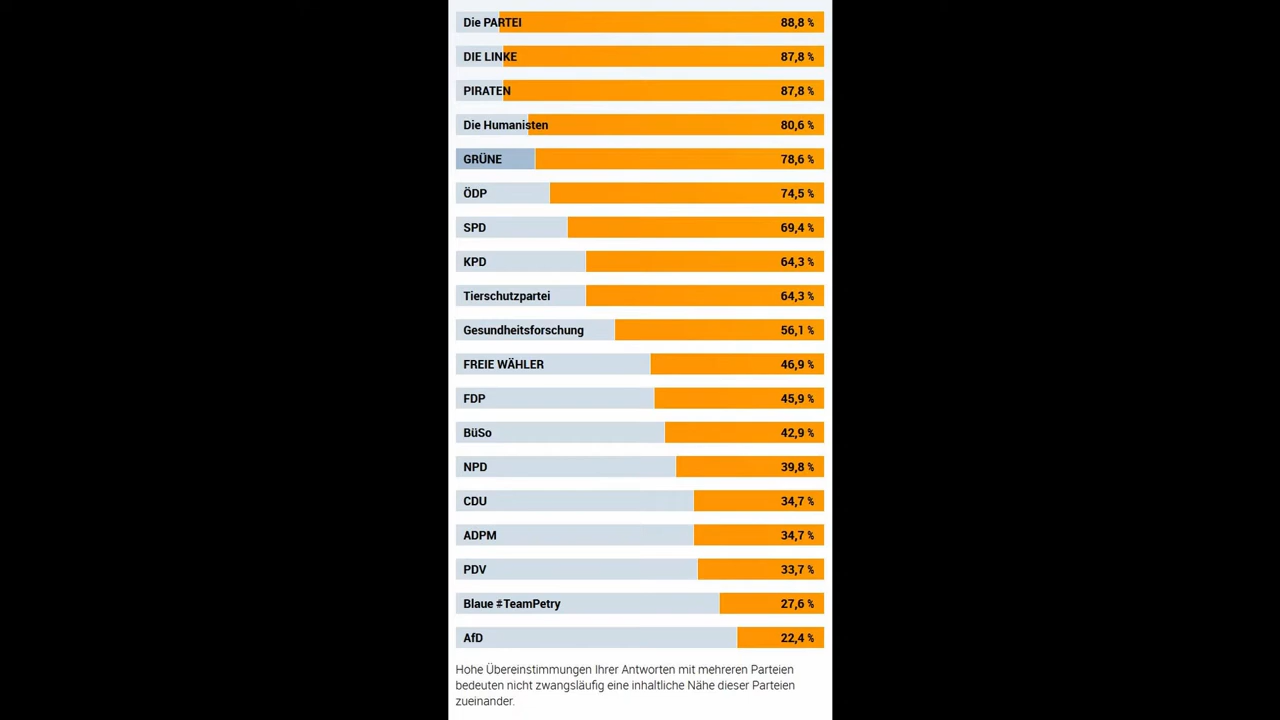 Die PARTEI 88,8 %
DIE LINKE 87,8 %
PIRATEN 87,8 %
Die Humanisten 80,6 %
GRÜNE 78,6 %
ÖDP 74,5 %
SPD 69,4 %
KPD 64,3 %
Tierschutzpartei 64,3 %
Gesundheitsforschung 56,1 %
FREIE WÄHLER 46,9 %
FDP 45,9 %
BüSo 42,9 %
NPD 39,8 %
CDU 34,7 %
ADPM 34,7 %
PDV 33,7 %
Blaue #TeamPetry 27,6 %
AfD 22,4 %
Hohe Übereinstimmungen Ihrer Antworten mit mehreren Parteien
bedeuten nicht zwangsläufig eine inhaltliche Nähe dieser Parteien
zueinander.